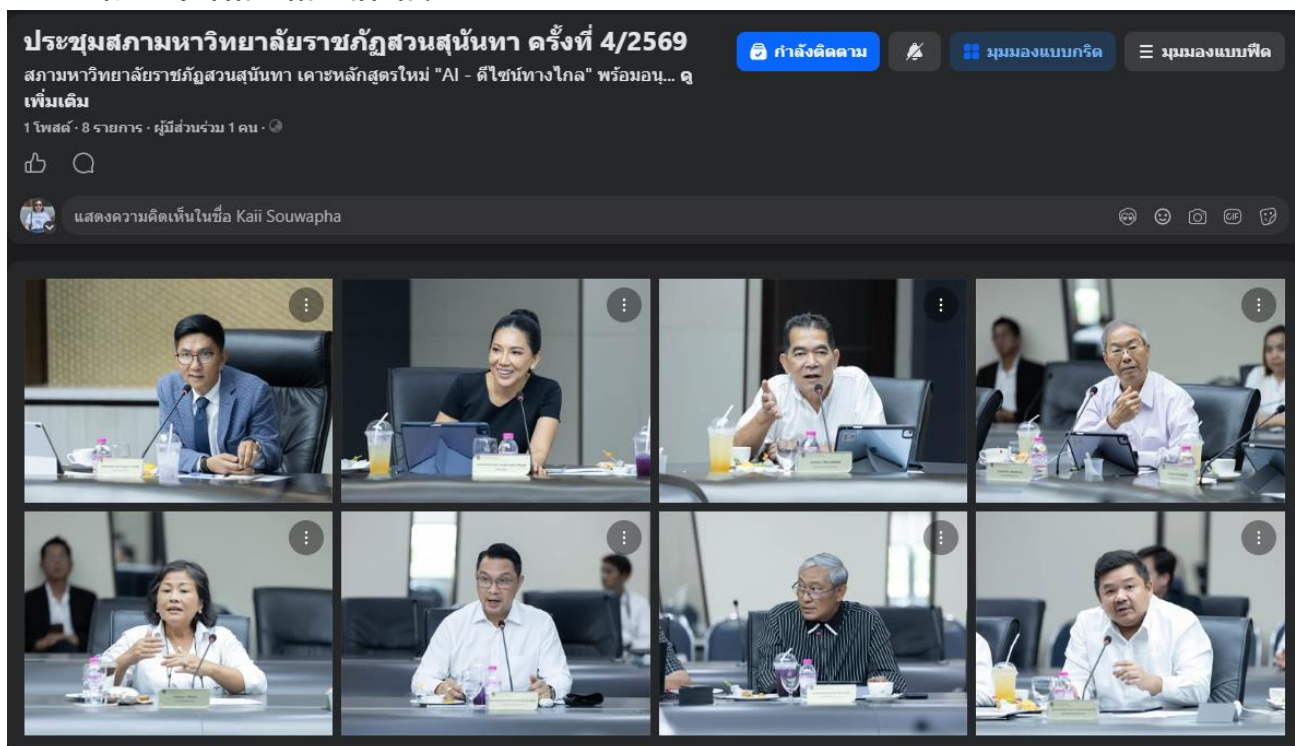 ประชุมสภามหาวิทยาลัยราชภัฏสวนสุนันทา ครั้งที่ 4/2569
กำลังติดตาม
มุมมองแบบกริด
มุมมองแบบฟีด
สภามหาวิทยาลัยราชภัฏสวนสุนันทา เคาะหลักสูตรใหม่ "AI - ดีไซน์ทางไกล" พร้อมอนุ... ดู
เพิ่มเติม
1 โพสต์ · 8 รายการ · ผู้มีส่วนร่วม 1 คน ·
แสดงความคิดเห็นในชื่อ Kaii Souwapha
GIF